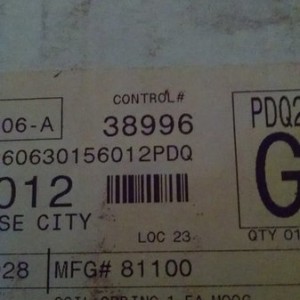 CONTROL#
06-A 38996 PDQ2
60630156012PDQ G
012
SE CITY
LOC 23 QTY 01
28 MFG# 81100